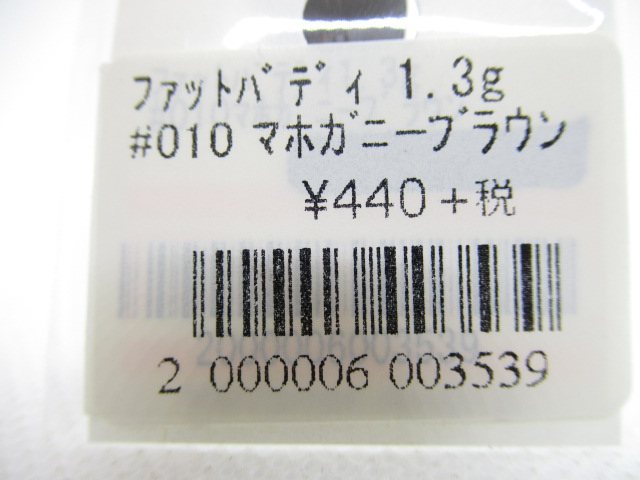 ファットバディ 1.3g
#010 マホガニーブラウン
¥440+税
2 000006 003539